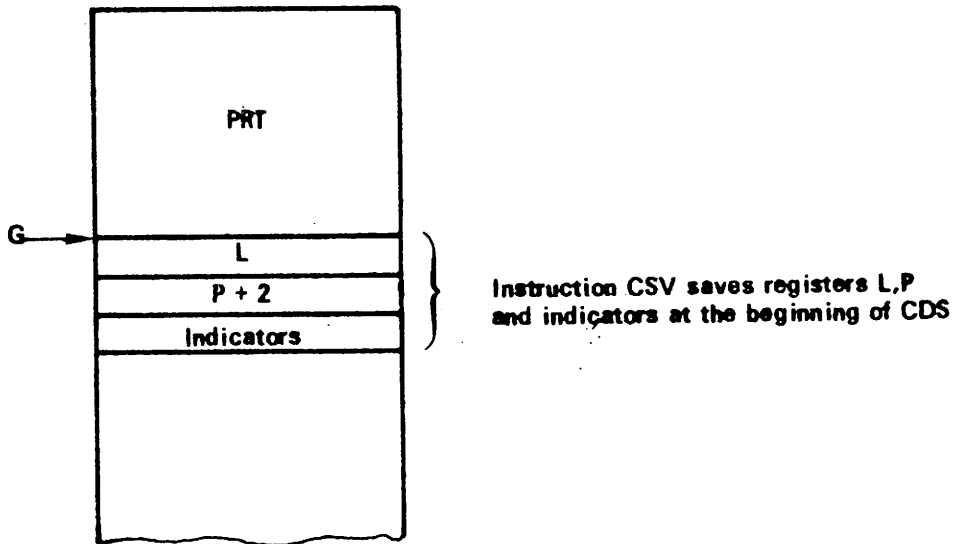 PRT
G
L
P + 2
Indicators
Instruction CSV saves registers L,P
and indicators at the beginning of CDS